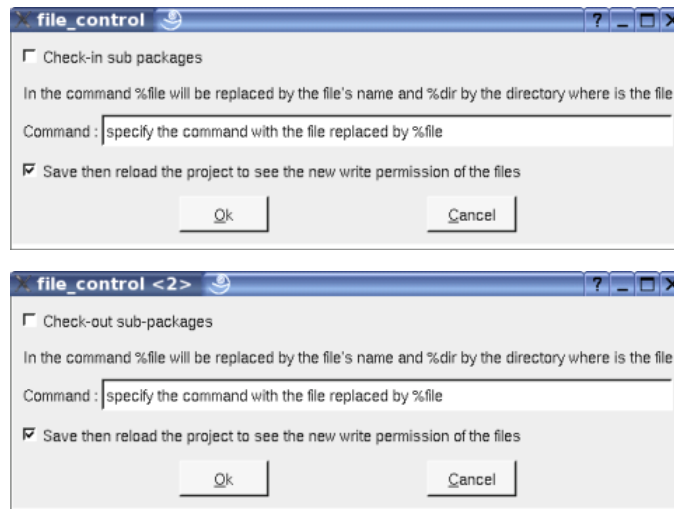 file_control
Check-in sub packages
In the command %file will be replaced by the file's name and %dir by the directory where is the file
Command : specify the command with the file replaced by %file
Save then reload the project to see the new write permission of the files
Ok Cancel
file_control <2>
Check-out sub-packages
In the command %file will be replaced by the file's name and %dir by the directory where is the file
Command : specify the command with the file replaced by %file
Save then reload the project to see the new write permission of the files
Ok Cancel